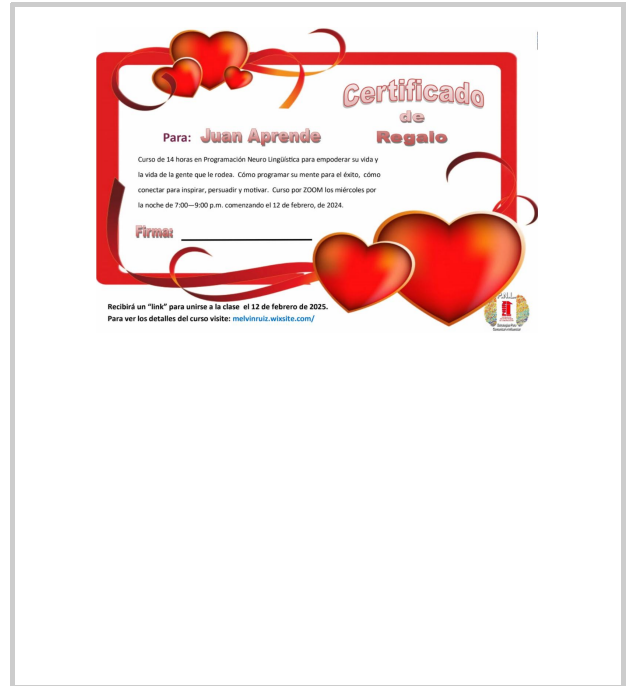 Certificado
de
Regalo
Para: Juan Aprende
Curso de 14 horas en Programación Neuro Lingüística para empoderar su vida y
la vida de la gente que le rodea. Cómo programar su mente para el éxito, cómo
conectar para inspirar, persuadir y motivar. Curso por ZOOM los miércoles por
la noche de 7:00—9:00 p.m. comenzando el 12 de febrero, de 2024.
Firma:
Recibirá un "link" para unirse a la clase el 12 de febrero de 2025.
Para ver los detalles del curso visite: melvinruiz.wixsite.com/